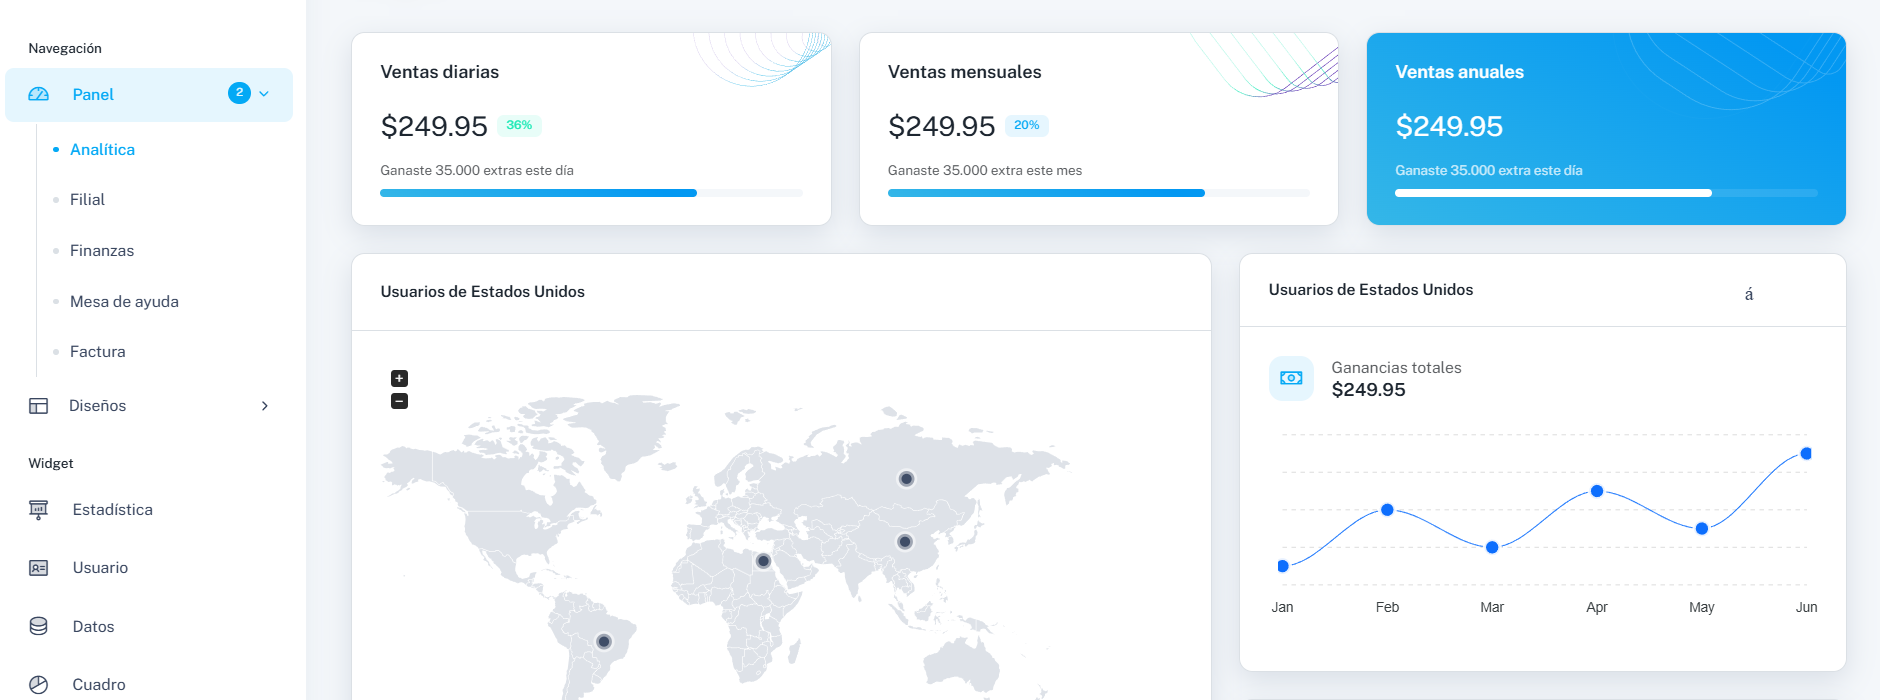 Navegación
Panel
2
Analítica
Filial
Finanzas
Mesa de ayuda
Factura
Diseños
Widget
Estadística
Usuario
Datos
Cuadro
Ventas diarias
$249.95 36%
Ganaste 35.000 extras este día
Ventas mensuales
$249.95 20%
Ganaste 35.000 extra este mes
Ventas anuales
$249.95
Ganaste 35.000 extra este día
Usuarios de Estados Unidos
+
−
Usuarios de Estados Unidos
á
Ganancias totales
$249.95
Jan Feb Mar Apr May Jun